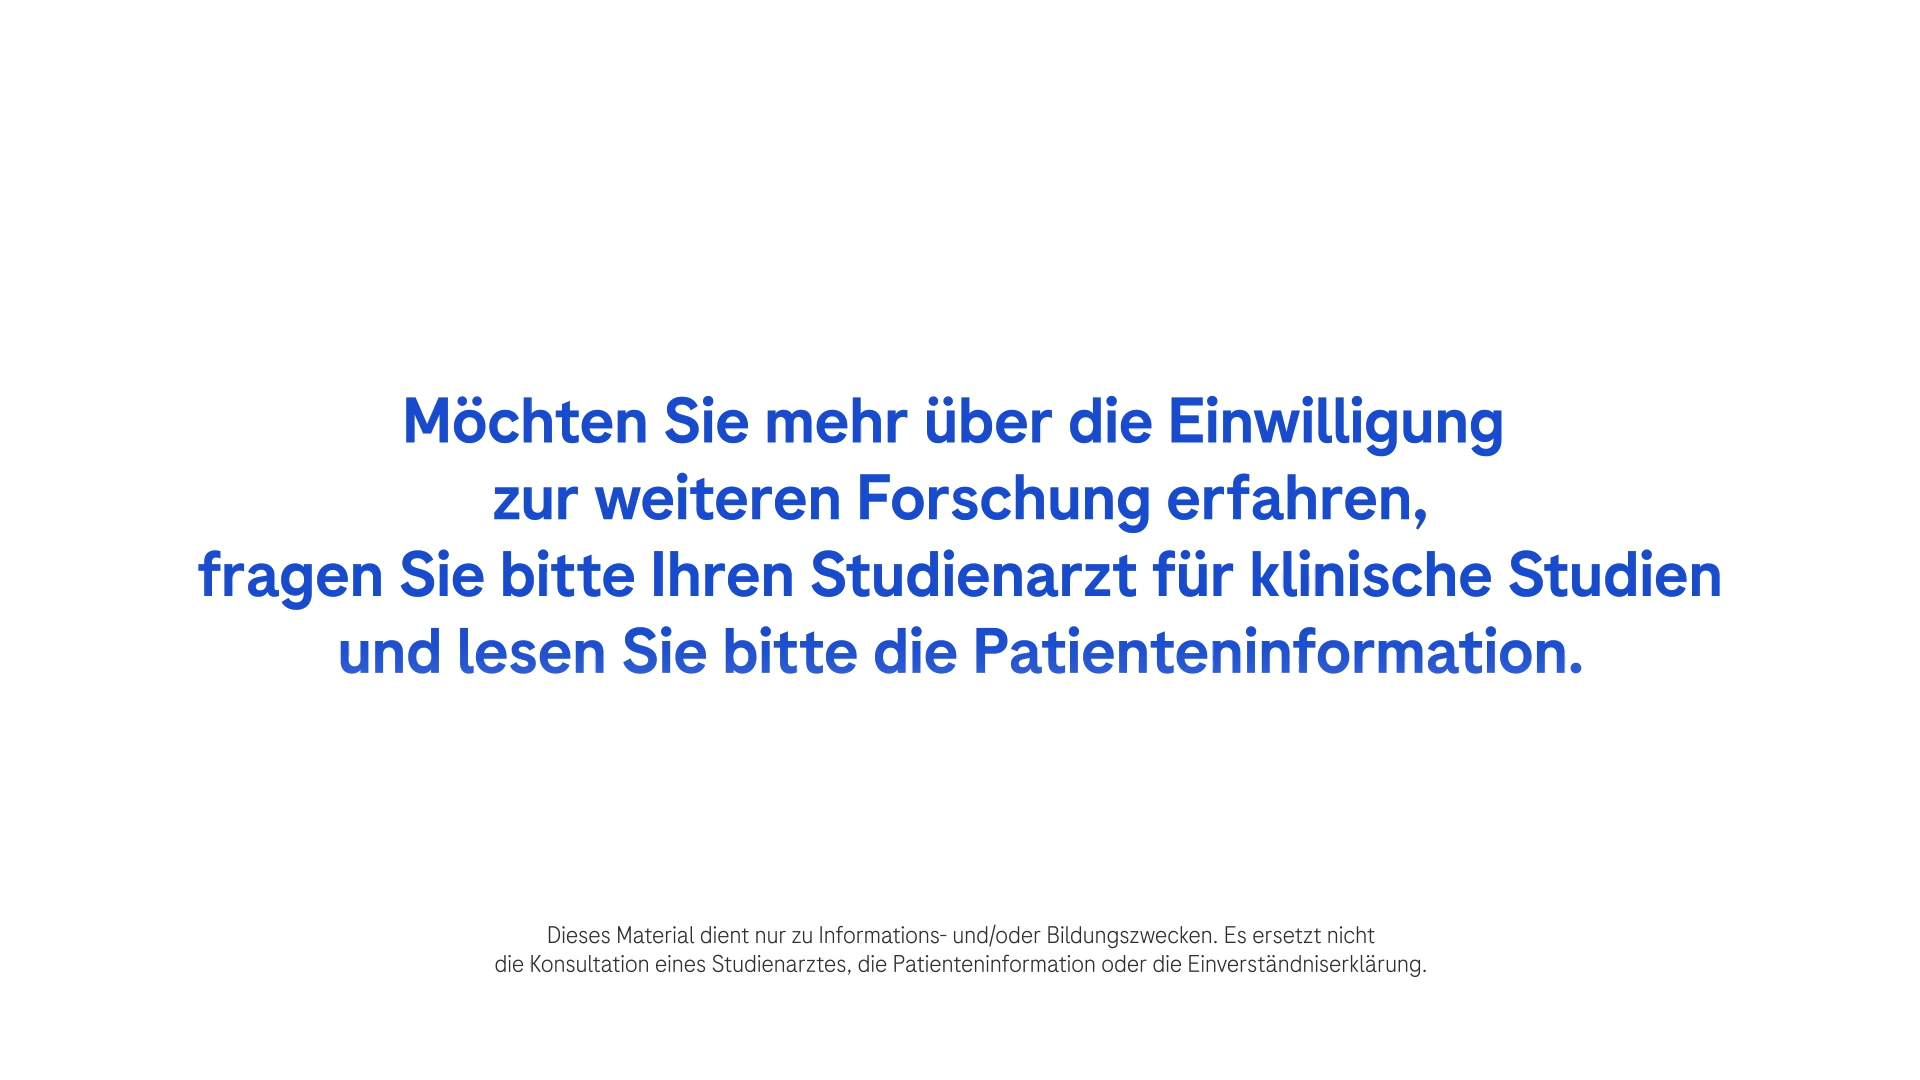 Möchten Sie mehr über die Einwilligung
zur weiteren Forschung erfahren,
fragen Sie bitte Ihren Studienarzt für klinische Studien
und lesen Sie bitte die Patienteninformation.
Dieses Material dient nur zu Informations- und/oder Bildungszwecken. Es ersetzt nicht
die Konsultation eines Studienarztes, die Patienteninformation oder die Einverständniserklärung.